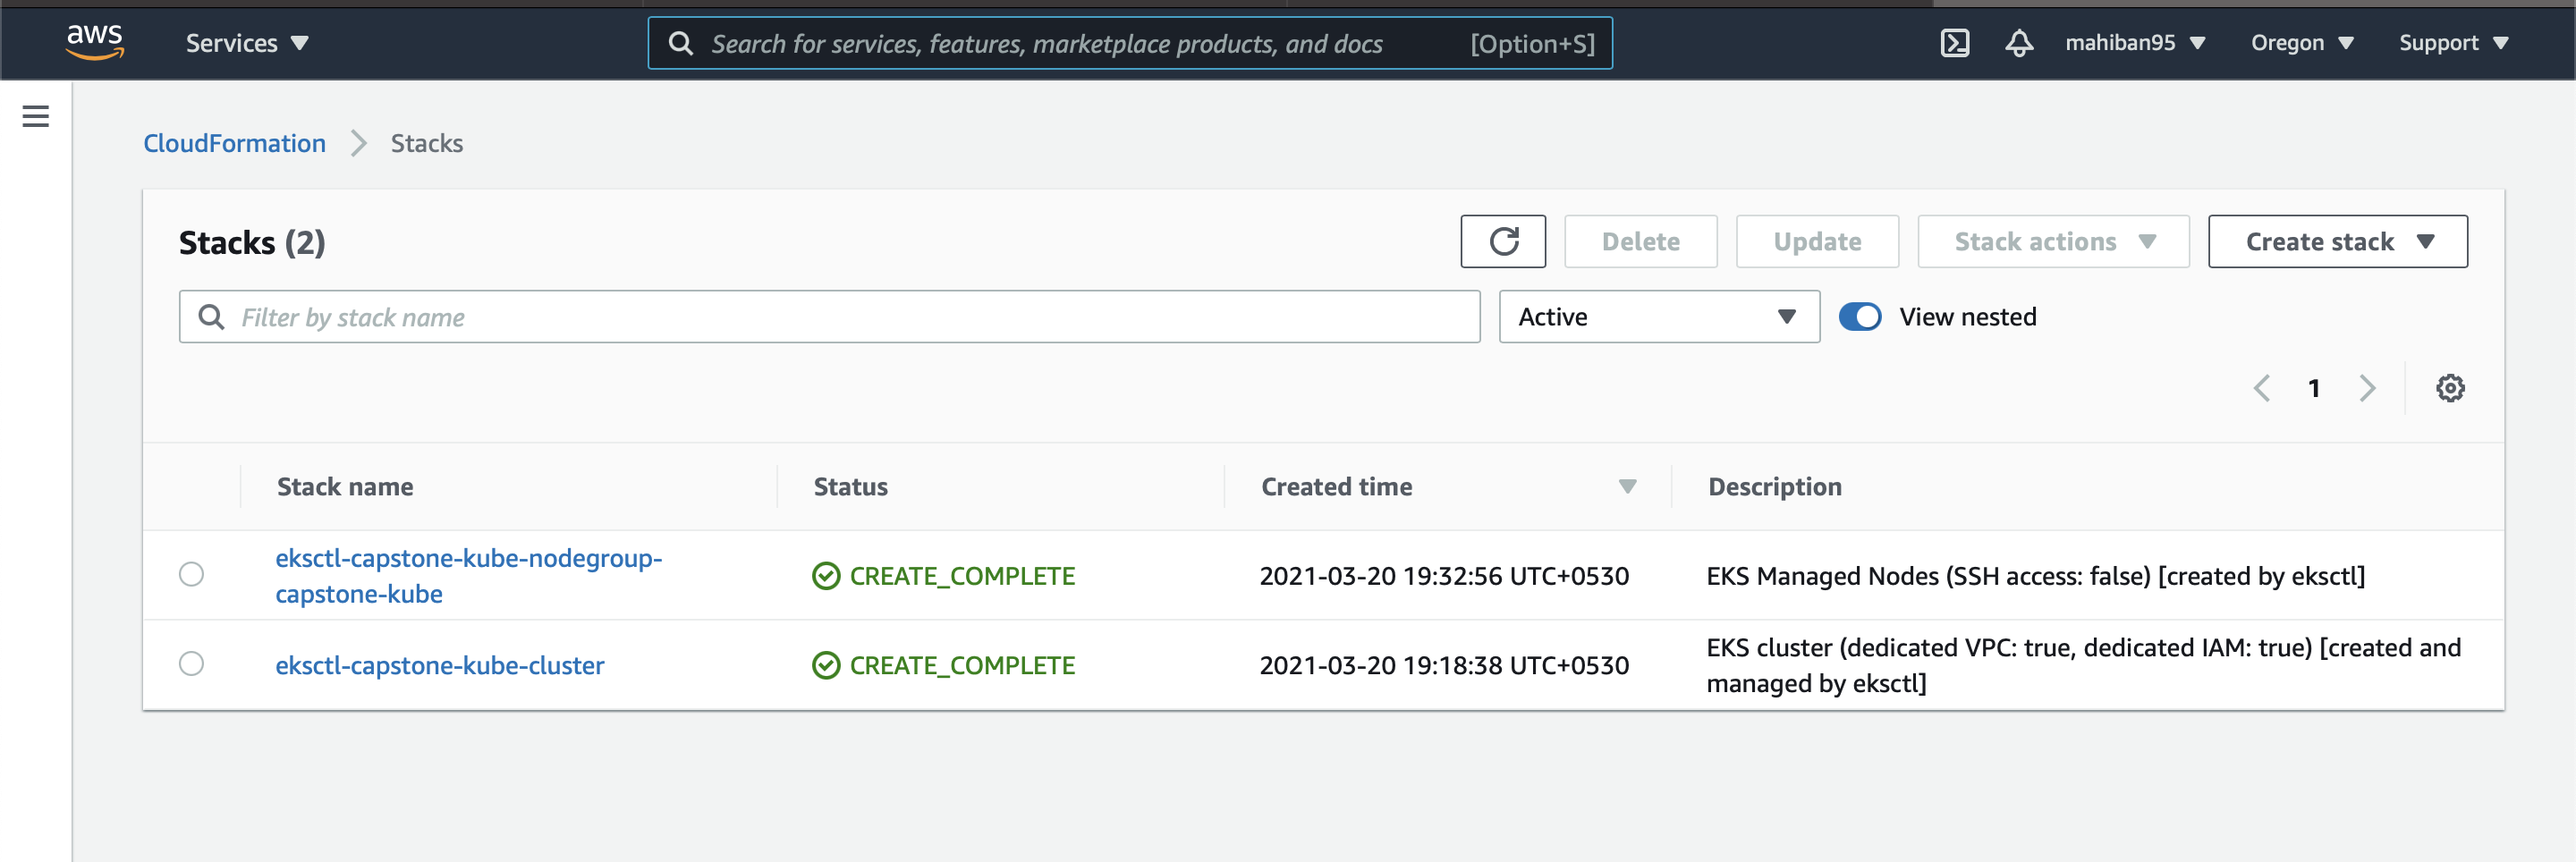 aws Services Search for services, features, marketplace products, and docs [Option+S] mahiban95 Oregon Support
CloudFormation Stacks
Stacks (2) Delete Update Stack actions Create stack
Filter by stack name Active View nested
1
Stack name Status Created time Description
eksctl-capstone-kube-nodegroup-
capstone-kube CREATE_COMPLETE 2021-03-20 19:32:56 UTC+0530 EKS Managed Nodes (SSH access: false) [created by eksctl]
eksctl-capstone-kube-cluster CREATE_COMPLETE 2021-03-20 19:18:38 UTC+0530 EKS cluster (dedicated VPC: true, dedicated IAM: true) [created and
managed by eksctl]